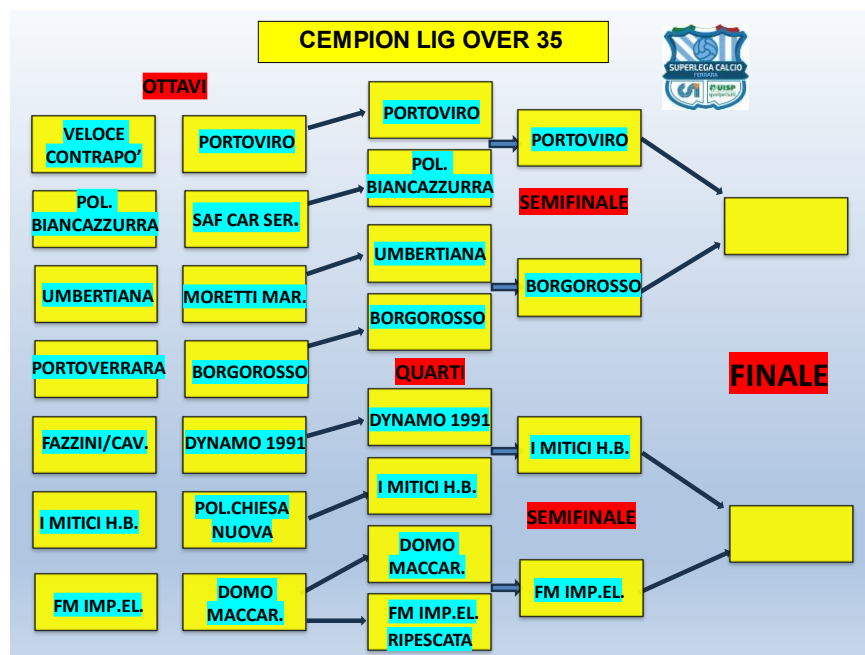 CEMPION LIG OVER 35
SUPERLEGA CALCIO
FERRARA
UISP
sportpertutti
OTTAVI
VELOCE
CONTRAPO'
PORTOVIRO
PORTOVIRO
PORTOVIRO
POL.
BIANCAZZURRA
SAF CAR SER.
POL.
BIANCAZZURRA
SEMIFINALE
UMBERTIANA
MORETTI MAR.
UMBERTIANA
BORGOROSSO
PORTOVERRARA
BORGOROSSO
BORGOROSSO
QUARTI
FINALE
FAZZINI/CAV.
DYNAMO 1991
DYNAMO 1991
I MITICI H.B.
I MITICI H.B.
POL.CHIESA
NUOVA
I MITICI H.B.
SEMIFINALE
FM IMP.EL.
DOMO
MACCAR.
DOMO
MACCAR.
FM IMP.EL.
RIPESCATA
FM IMP.EL.